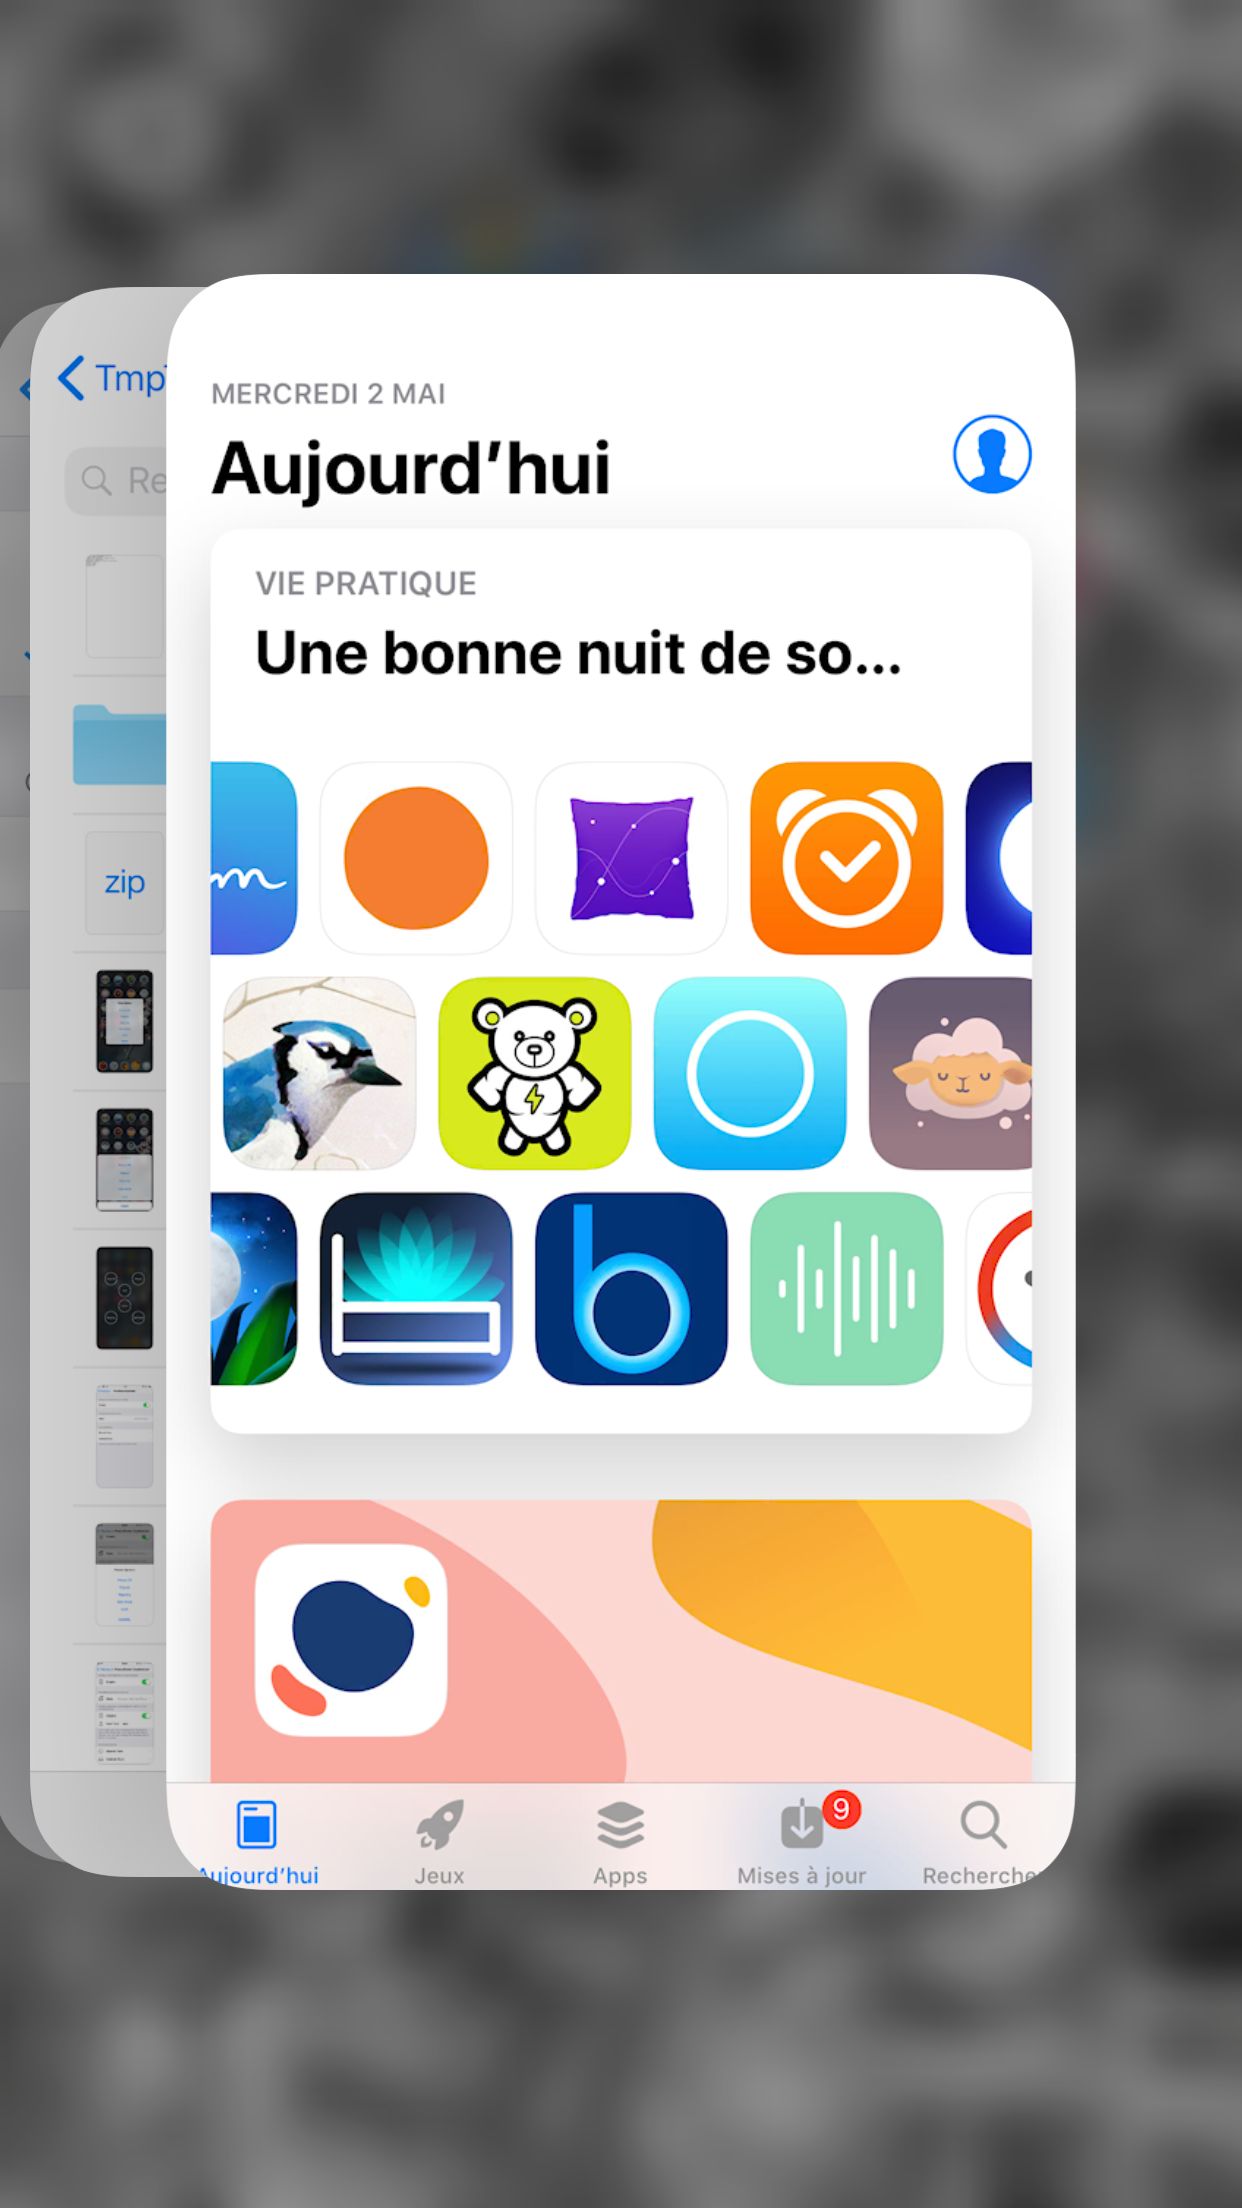 Tmp
Re
zip
MERCREDI 2 MAI
Aujourd’hui
VIE PRATIQUE
Une bonne nuit de so...
Aujourd’hui
Jeux
Apps
Mises à jour
9
Rechercher